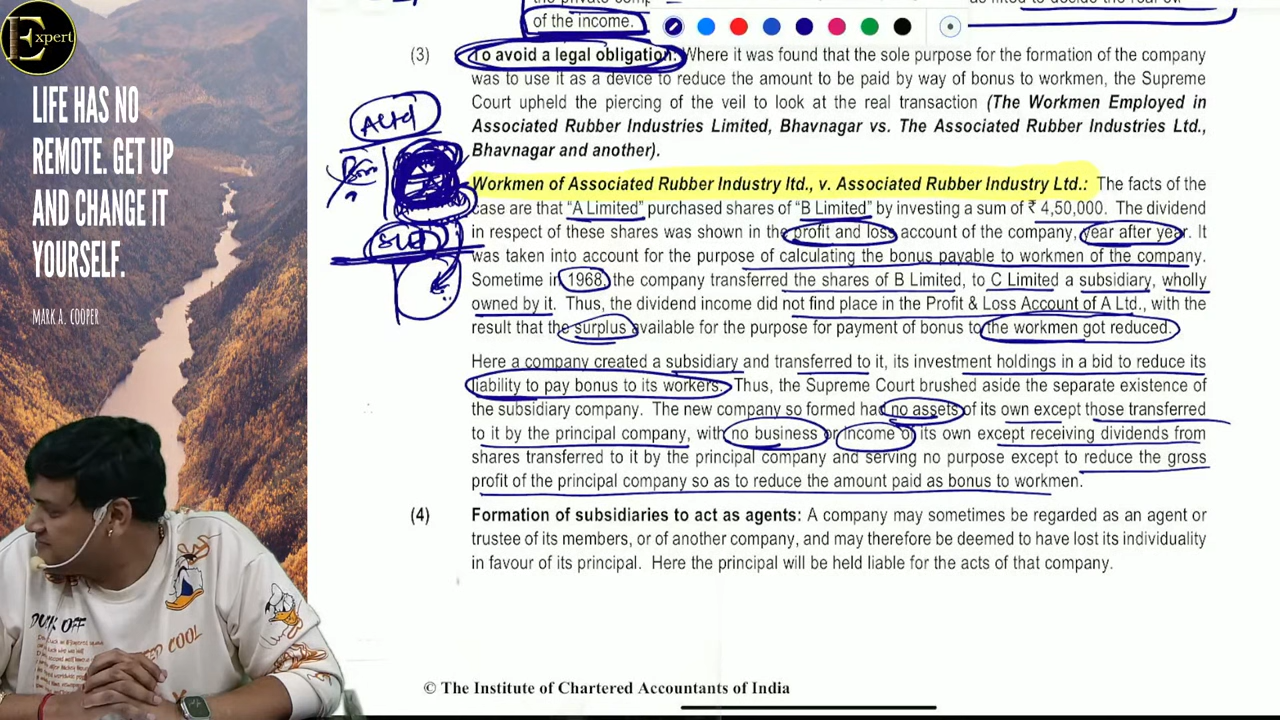 Expert
LIFE HAS NO
REMOTE. GET UP
AND CHANGE IT
YOURSELF.
MARK A. COOPER
of the income.
(3) To avoid a legal obligation: Where it was found that the sole purpose for the formation of the company
was to use it as a device to reduce the amount to be paid by way of bonus to workmen, the Supreme
Court upheld the piercing of the veil to look at the real transaction (The Workmen Employed in
Associated Rubber Industries Limited, Bhavnagar vs. The Associated Rubber Industries Ltd.,
Bhavnagar and another).
Workmen of Associated Rubber Industry ltd., v. Associated Rubber Industry Ltd.: The facts of the
case are that “A Limited” purchased shares of “B Limited” by investing a sum of ₹ 4,50,000. The dividend
in respect of these shares was shown in the profit and loss account of the company, year after year. It
was taken into account for the purpose of calculating the bonus payable to workmen of the company.
Sometime in 1968, the company transferred the shares of B Limited, to C Limited a subsidiary, wholly
owned by it. Thus, the dividend income did not find place in the Profit & Loss Account of A Ltd., with the
result that the surplus available for the purpose for payment of bonus to the workmen got reduced.
Here a company created a subsidiary and transferred to it, its investment holdings in a bid to reduce its
liability to pay bonus to its workers. Thus, the Supreme Court brushed aside the separate existence of
the subsidiary company. The new company so formed had no assets of its own except those transferred
to it by the principal company, with no business or income of its own except receiving dividends from
shares transferred to it by the principal company and serving no purpose except to reduce the gross
profit of the principal company so as to reduce the amount paid as bonus to workmen.
(4) Formation of subsidiaries to act as agents: A company may sometimes be regarded as an agent or
trustee of its members, or of another company, and may therefore be deemed to have lost its individuality
in favour of its principal. Here the principal will be held liable for the acts of that company.
© The Institute of Chartered Accountants of India
DUCK OFF
COOL